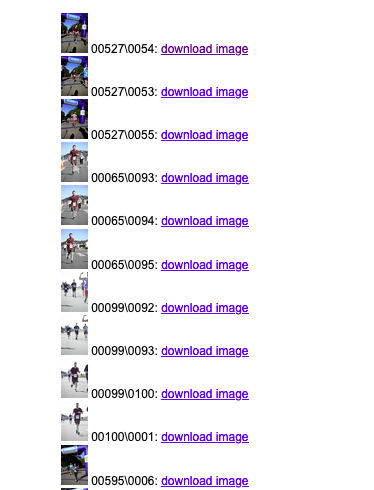 00527\0054: download image
00527\0053: download image
00527\0055: download image
00065\0093: download image
00065\0094: download image
00065\0095: download image
00099\0092: download image
00099\0093: download image
00099\0100: download image
00100\0001: download image
00595\0006: download image